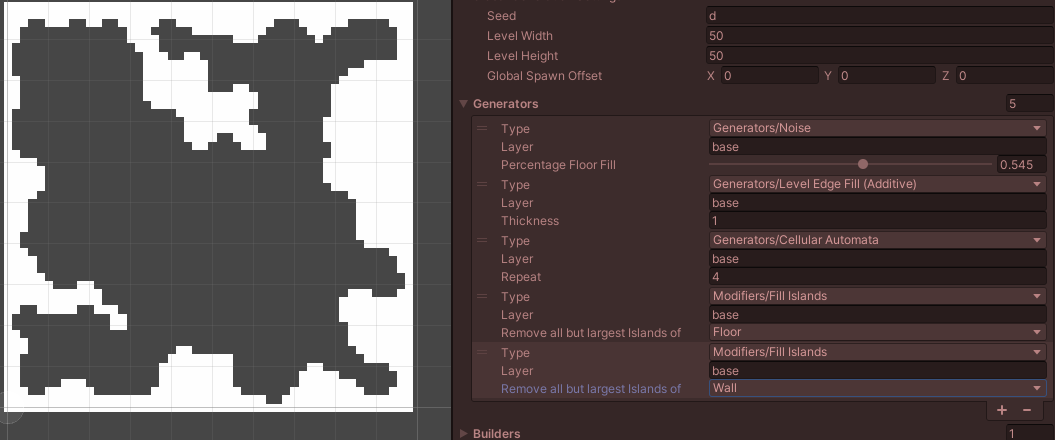 Seed d
Level Width 50
Level Height 50
Global Spawn Offset X 0 Y 0 Z 0
Generators 5
Type Generators/Noise
Layer base
Percentage Floor Fill 0.545
Type Generators/Level Edge Fill (Additive)
Layer base
Thickness 1
Type Generators/Cellular Automata
Layer base
Repeat 4
Type Modifiers/Fill Islands
Layer base
Remove all but largest Islands of Floor
Type Modifiers/Fill Islands
Layer base
Remove all but largest Islands of Wall
+ −
Builders 1